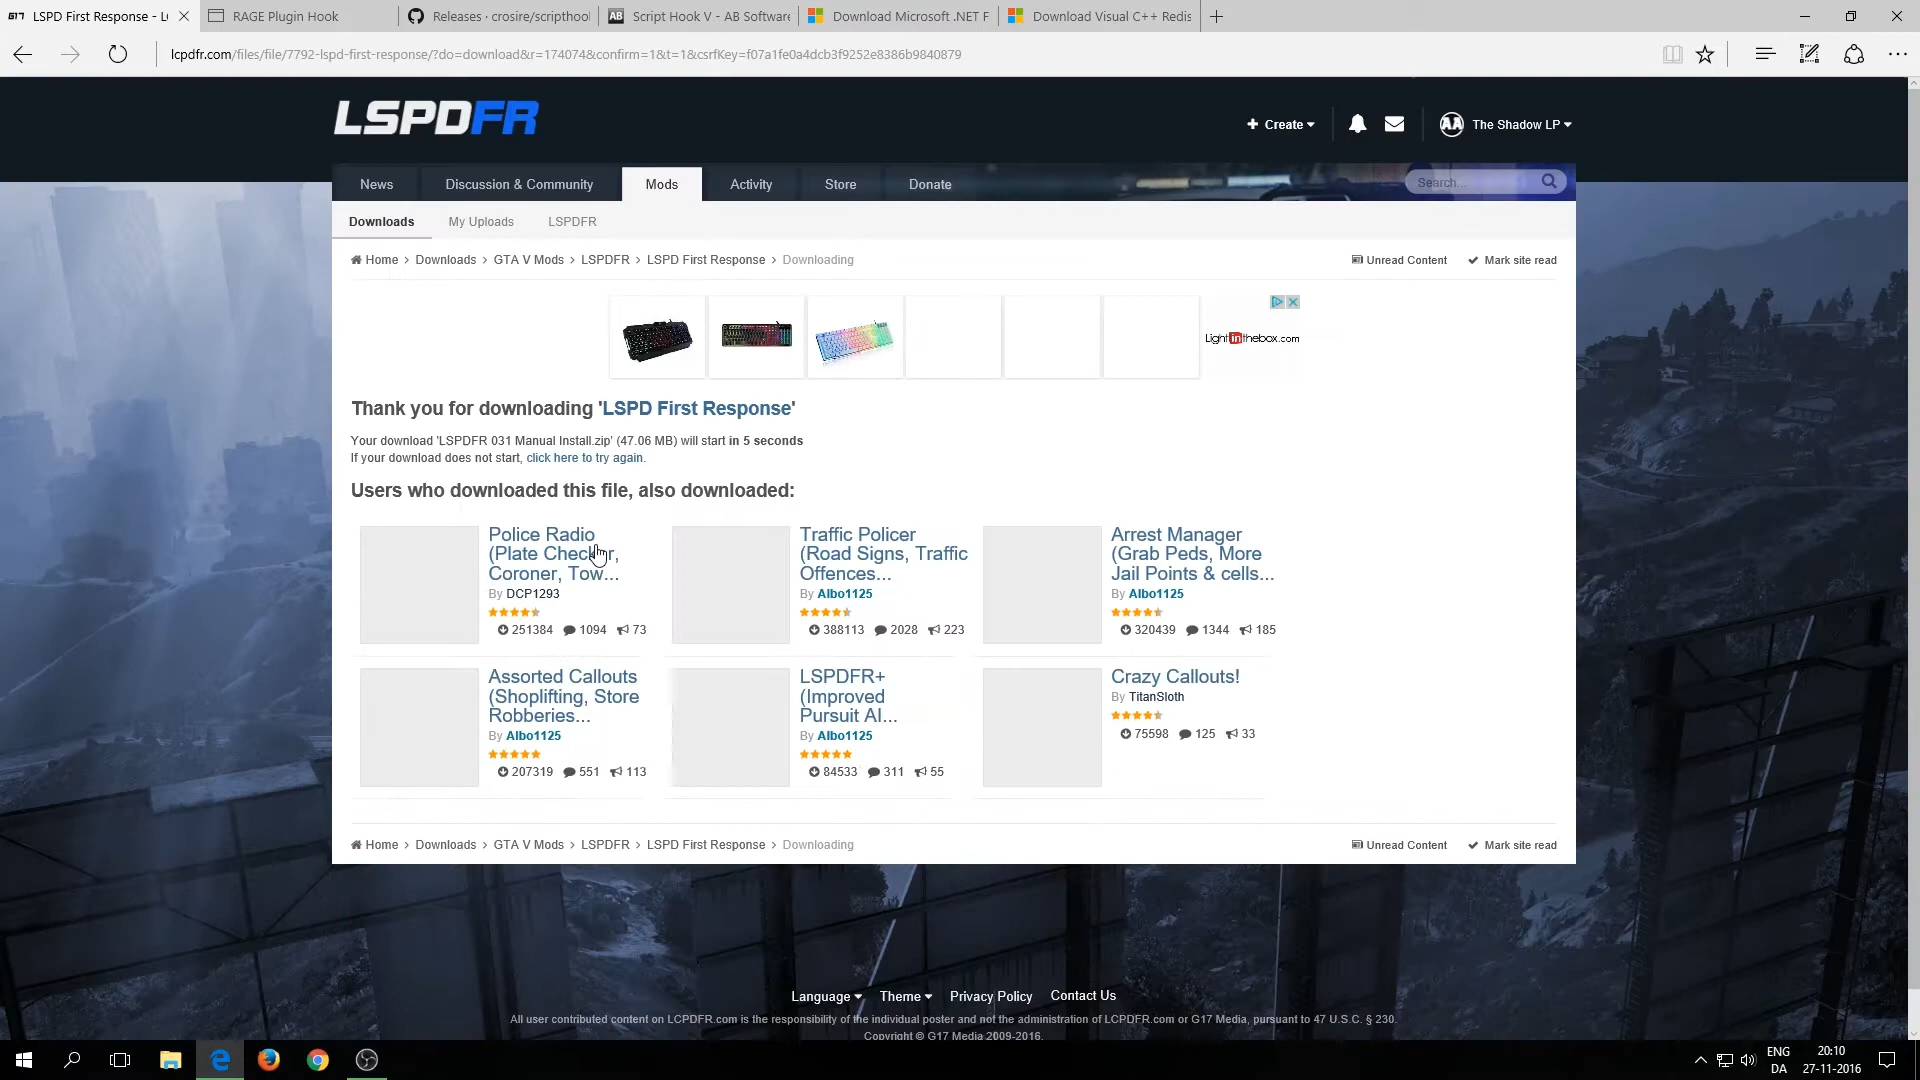 LSPD First Response - L
RAGE Plugin Hook
Releases · crosire/scripthoo
Script Hook V - AB Software
Download Microsoft .NET F
Download Visual C++ Redis
lcpdfr.com/files/file/7792-lspd-first-response/?do=download&r=174074&confirm=1&t=1&csrfKey=f07a1fe0a4dcb3f9252e8386b9840879
LSPDFR
Create
AA
The Shadow LP
News
Discussion & Community
Mods
Activity
Store
Donate
Search...
Downloads
My Uploads
LSPDFR
Home > Downloads > GTA V Mods > LSPDFR > LSPD First Response > Downloading
Unread Content
Mark site read
Lightinthebox.com
Thank you for downloading 'LSPD First Response'
Your download 'LSPDFR 031 Manual Install.zip' (47.06 MB) will start in 5 seconds
If your download does not start, click here to try again.
Users who downloaded this file, also downloaded:
Police Radio
(Plate Checker,
Coroner, Tow...
By DCP1293
251384 1094 73
Traffic Policer
(Road Signs, Traffic
Offences...
By Albo1125
388113 2028 223
Arrest Manager
(Grab Peds, More
Jail Points & cells...
By Albo1125
320439 1344 185
Assorted Callouts
(Shoplifting, Store
Robberies...
By Albo1125
207319 551 113
LSPDFR+
(Improved
Pursuit AI...
By Albo1125
84533 311 55
Crazy Callouts!
By TitanSloth
75598 125 33
Home > Downloads > GTA V Mods > LSPDFR > LSPD First Response > Downloading
Unread Content
Mark site read
Language
Theme
Privacy Policy
Contact Us
All user contributed content on LCPDFR.com is the responsibility of the individual poster and not the administration of LCPDFR.com or G17 Media, pursuant to 47 U.S.C. § 230.
Copyright © G17 Media 2009-2016.
ENG
DA
20:10
27-11-2016